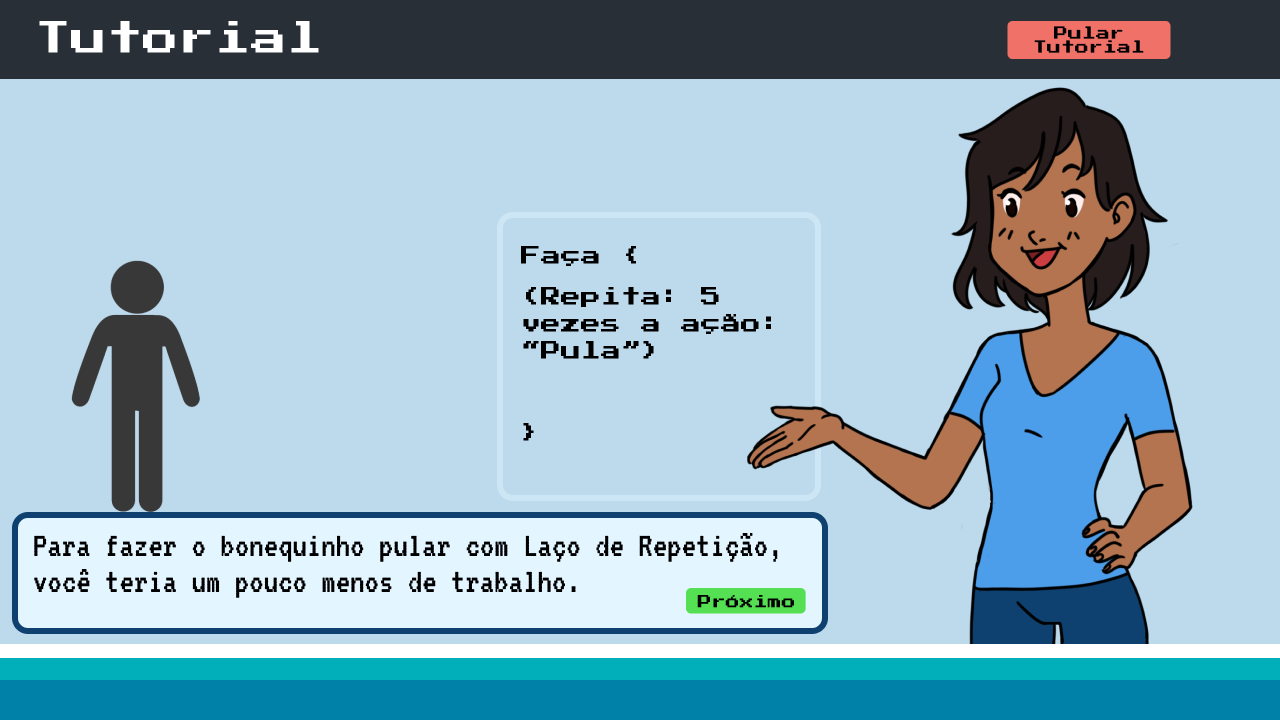 Tutorial
Pular
Tutorial
Faça {
(Repita: 5
vezes a ação:
“Pula”)
}
Para fazer o bonequinho pular com Laço de Repetição,
você teria um pouco menos de trabalho.
Próximo